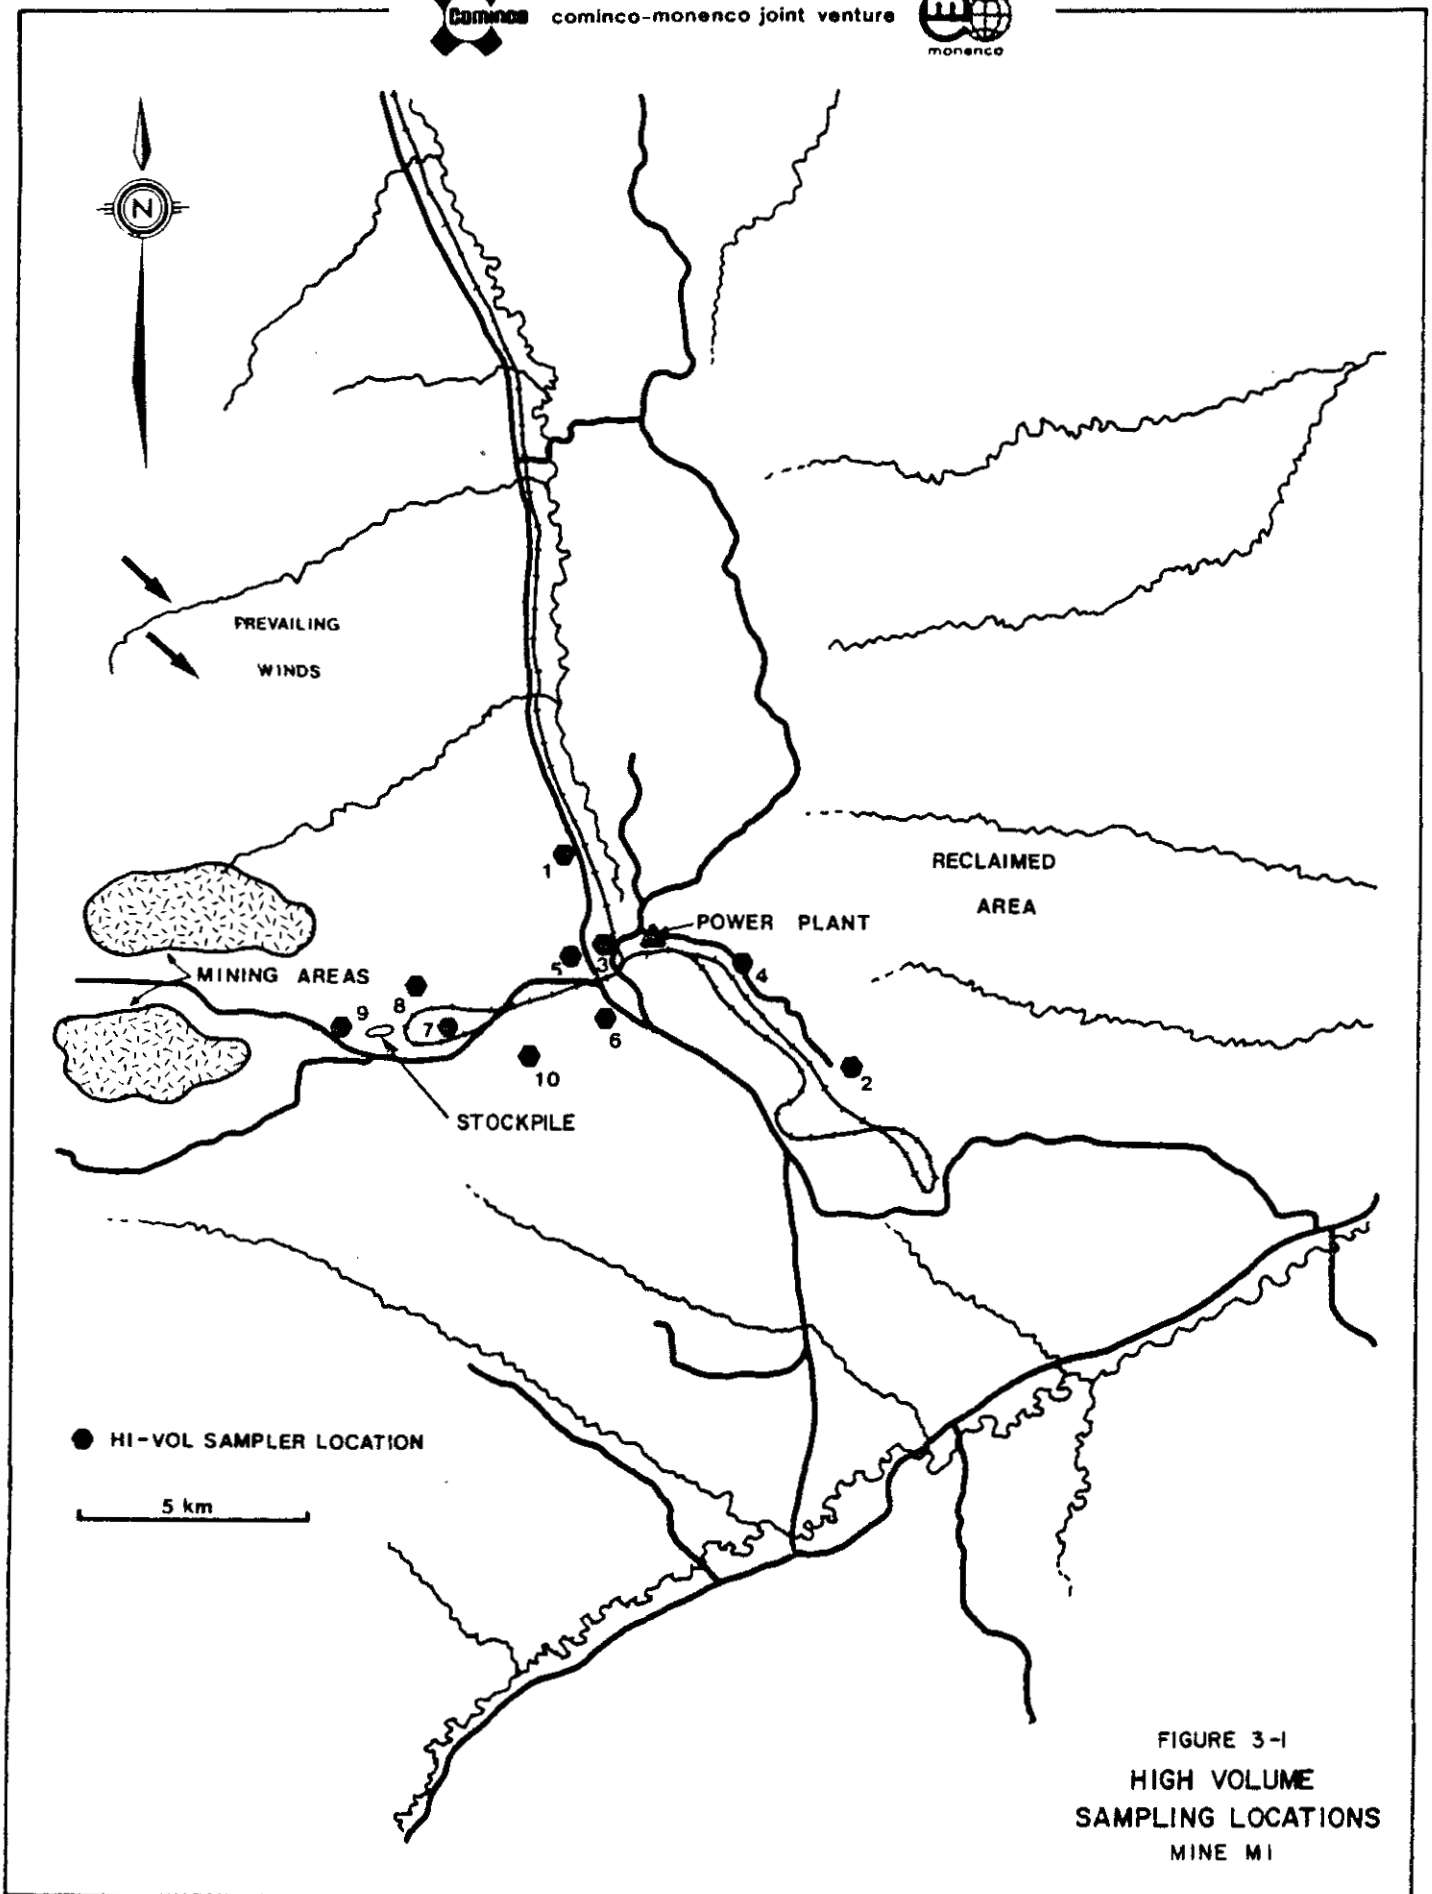 Cominco cominco-monenco joint venture
monenco
N
PREVAILING
WINDS
1
RECLAIMED
AREA
POWER PLANT
5
3
4
MINING AREAS
8
9
7
6
10
2
STOCKPILE
HI-VOL SAMPLER LOCATION
5 km
FIGURE 3-1
HIGH VOLUME
SAMPLING LOCATIONS
MINE M1